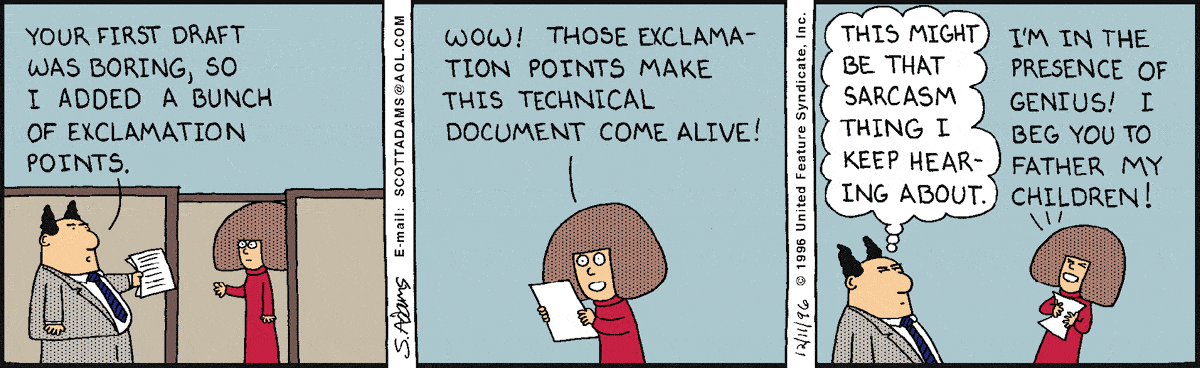 YOUR FIRST DRAFT
WAS BORING, SO
I ADDED A BUNCH
OF EXCLAMATION
POINTS.
S. Adams
E-mail: SCOTTADAMS@AOL.COM
WOW! THOSE EXCLAMA-
TION POINTS MAKE
THIS TECHNICAL
DOCUMENT COME ALIVE!
12/11/96 © 1996 United Feature Syndicate, Inc.
THIS MIGHT
BE THAT
SARCASM
THING I
KEEP HEAR-
ING ABOUT.
I'M IN THE
PRESENCE OF
GENIUS! I
BEG YOU TO
FATHER MY
CHILDREN!